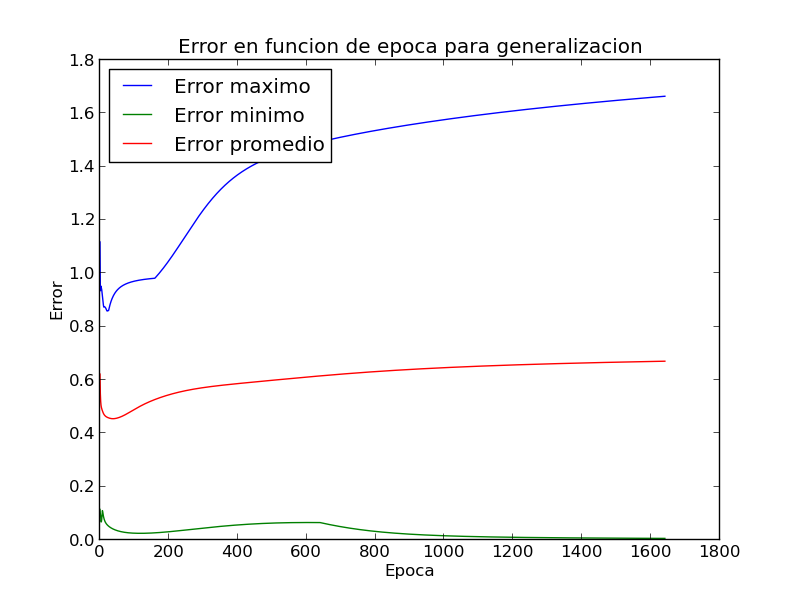 Error en funcion de epoca para generalizacion
1.8
1.6
1.4
1.2
1.0
0.8
0.6
0.4
0.2
0.0
Error
Error maximo
Error minimo
Error promedio
0 200 400 600 800 1000 1200 1400 1600 1800
Epoca